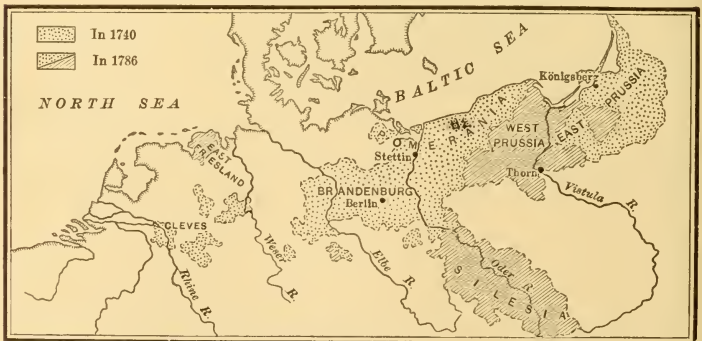 In 1740
In 1786
NORTH SEA
BALTIC SEA
Königsberg
EAST PRUSSIA
WEST PRUSSIA
POMERANIA
Stettin
EAST FRIESLAND
BRANDENBURG
Berlin
Thorn
Vistula R.
CLEVES
Rhine R.
Weser R.
Elbe R.
Oder R.
SILESIA